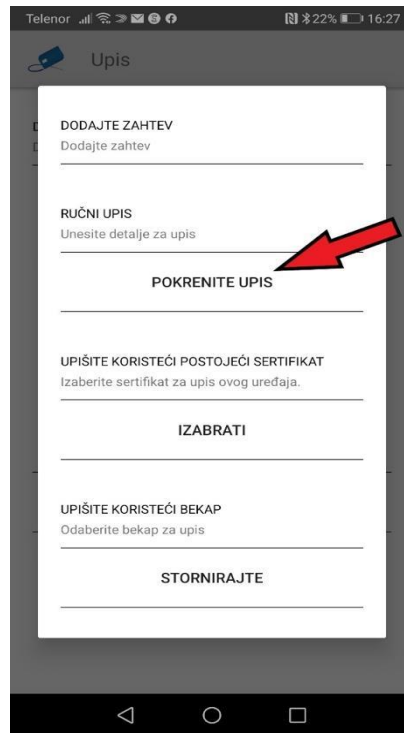 Telenor 22% 16:27
Upis
DODAJTE ZAHTEV
Dodajte zahtev
RUČNI UPIS
Unesite detalje za upis
POKRENITE UPIS
UPIŠITE KORISTEĆI POSTOJEĆI SERTIFIKAT
Izaberite sertifikat za upis ovog uređaja.
IZABRATI
UPIŠITE KORISTEĆI BEKAP
Odaberite bekap za upis
STORNIRAJTE